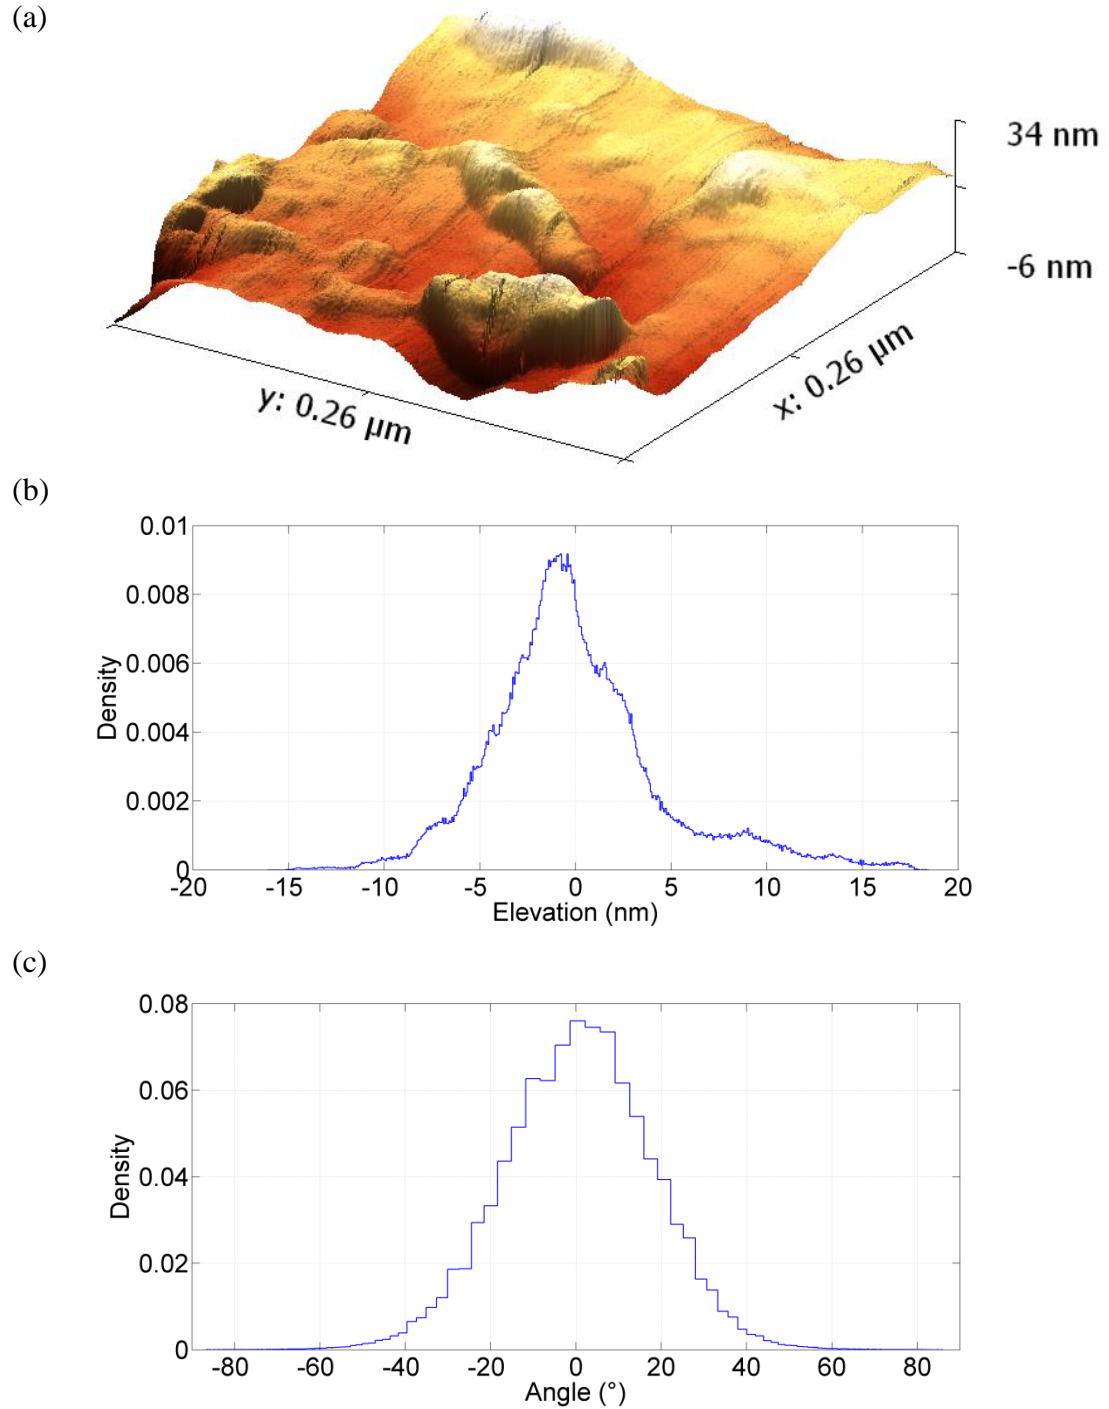 (a)
34 nm
-6 nm
x: 0.26 µm
y: 0.26 µm
(b)
0.01
0.008
0.006
0.004
0.002
0
Density
-20 -15 -10 -5 0 5 10 15 20
Elevation (nm)
(c)
0.08
0.06
0.04
0.02
0
Density
-80 -60 -40 -20 0 20 40 60 80
Angle (°)